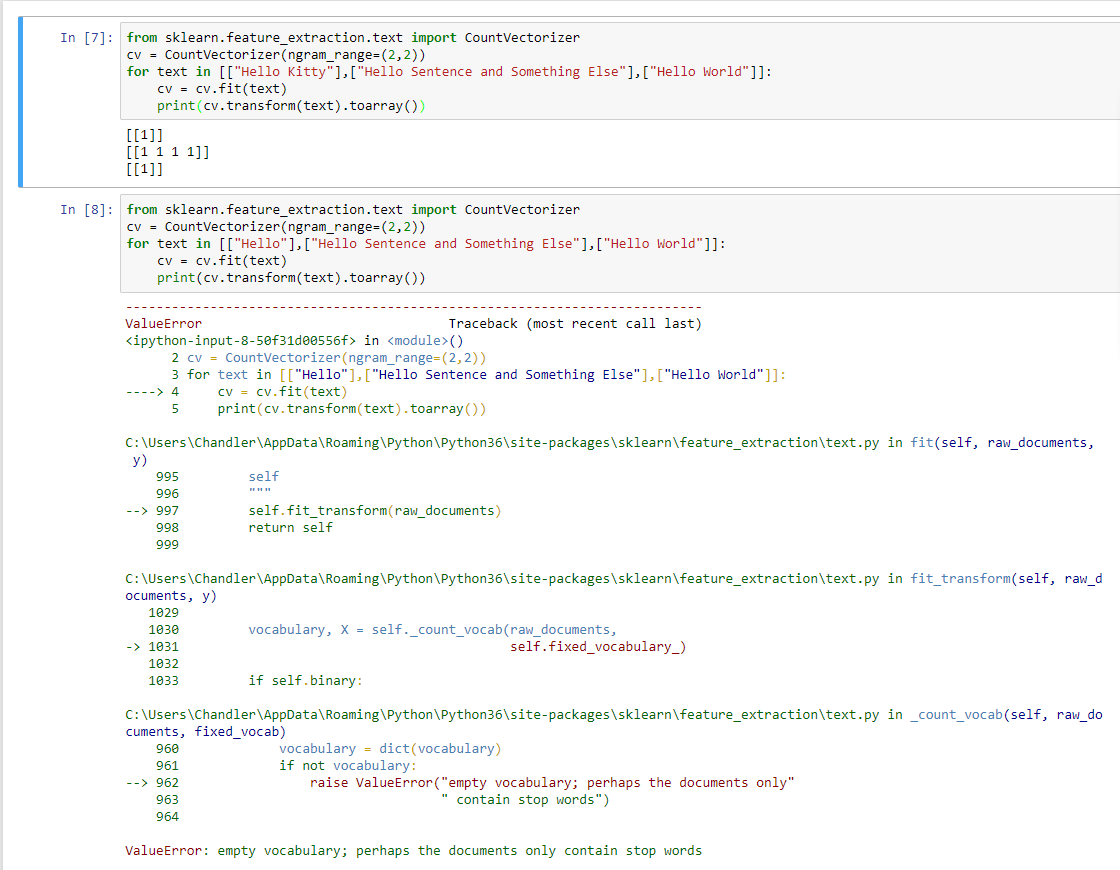 In [7]: from sklearn.feature_extraction.text import CountVectorizer
cv = CountVectorizer(ngram_range=(2,2))
for text in [["Hello Kitty"],["Hello Sentence and Something Else"],["Hello World"]]:
    cv = cv.fit(text)
    print(cv.transform(text).toarray())
[[1]]
[[1 1 1 1]]
[[1]]
In [8]: from sklearn.feature_extraction.text import CountVectorizer
cv = CountVectorizer(ngram_range=(2,2))
for text in [["Hello"],["Hello Sentence and Something Else"],["Hello World"]]:
    cv = cv.fit(text)
    print(cv.transform(text).toarray())
---------------------------------------------------------------------------
ValueError                                Traceback (most recent call last)
<ipython-input-8-50f31d00556f> in <module>()
      2 cv = CountVectorizer(ngram_range=(2,2))
      3 for text in [["Hello"],["Hello Sentence and Something Else"],["Hello World"]]:
----> 4     cv = cv.fit(text)
      5     print(cv.transform(text).toarray())
C:\Users\Chandler\AppData\Roaming\Python\Python36\site-packages\sklearn\feature_extraction\text.py in fit(self, raw_documents,
 y)
    995         self
    996         """
--> 997         self.fit_transform(raw_documents)
    998         return self
    999
C:\Users\Chandler\AppData\Roaming\Python\Python36\site-packages\sklearn\feature_extraction\text.py in fit_transform(self, raw_d
ocuments, y)
   1029
   1030         vocabulary, X = self._count_vocab(raw_documents,
-> 1031                                           self.fixed_vocabulary_)
   1032
   1033         if self.binary:
C:\Users\Chandler\AppData\Roaming\Python\Python36\site-packages\sklearn\feature_extraction\text.py in _count_vocab(self, raw_do
cuments, fixed_vocab)
    960             vocabulary = dict(vocabulary)
    961             if not vocabulary:
--> 962                 raise ValueError("empty vocabulary; perhaps the documents only"
    963                                  " contain stop words")
    964
ValueError: empty vocabulary; perhaps the documents only contain stop words